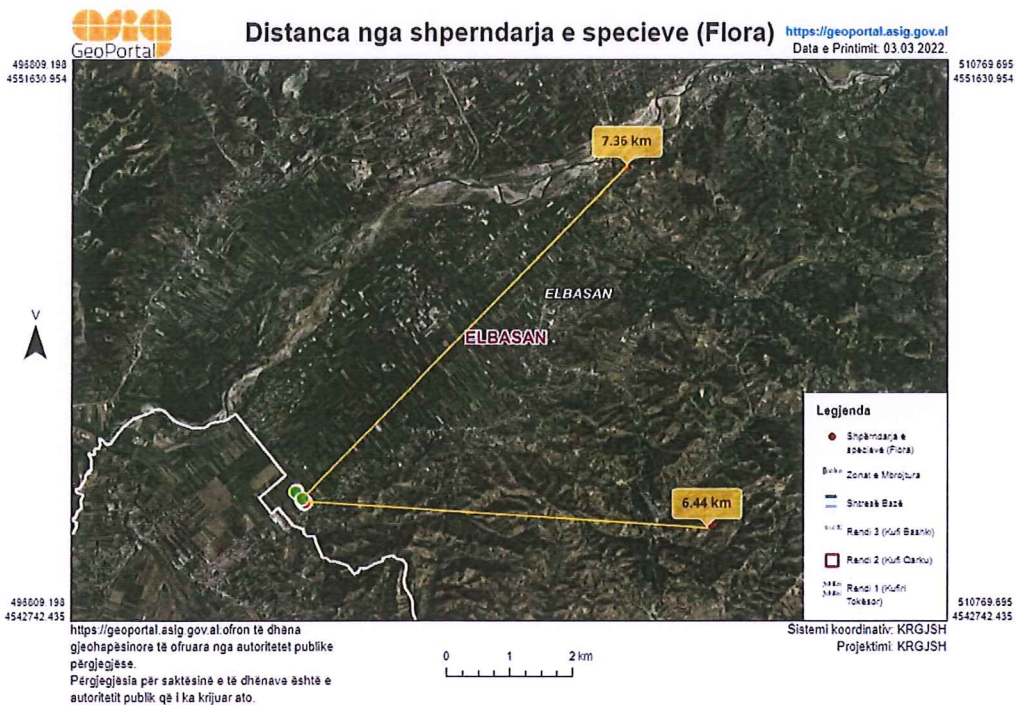 asig
GeoPortal
Distanca nga shperndarja e specieve (Flora)
https://geoportal.asig.gov.al
Data e Printimit: 03.03 2022.
496809.198
4551630.954
510769.695
4551630.954
7.36 km
ELBASAN
ELBASAN
V
6.44 km
Legjenda
Shpërndarja e
specieve (Flora)
Zonat e Mbrojtura
Shtresë Bazë
Rendi 3 (Kufi Bashki)
Rendi 2 (Kufi Qarku)
Rendi 1 (Kufiri
Tokësor)
496809.198
4542742.435
510769.695
4542742.435
https://geoportal.asig.gov.al.ofron të dhëna
gjeohapësinore të ofruara nga autoritetet publike
përgjegjëse.
Përgjegjësia për saktësinë e të dhënave është e
autoritetit publik që i ka krijuar ato.
0 1 2 km
Sistemi koordinativ: KRGJSH
Projektimi: KRGJSH